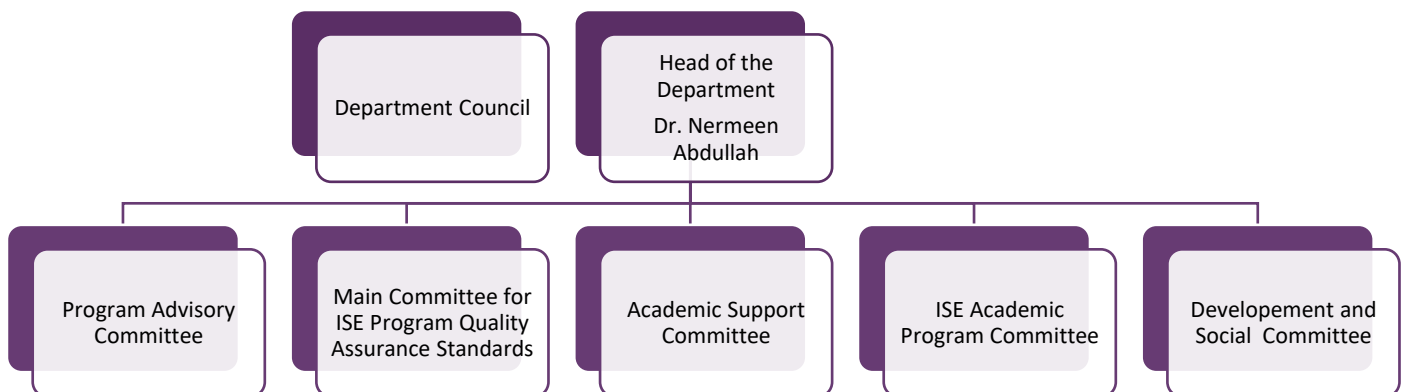 Department Council
Head of the
Department
Dr. Nermeen
Abdullah
Program Advisory
Committee
Main Committee for
ISE Program Quality
Assurance Standards
Academic Support
Committee
ISE Academic
Program Committee
Developement and
Social Committee